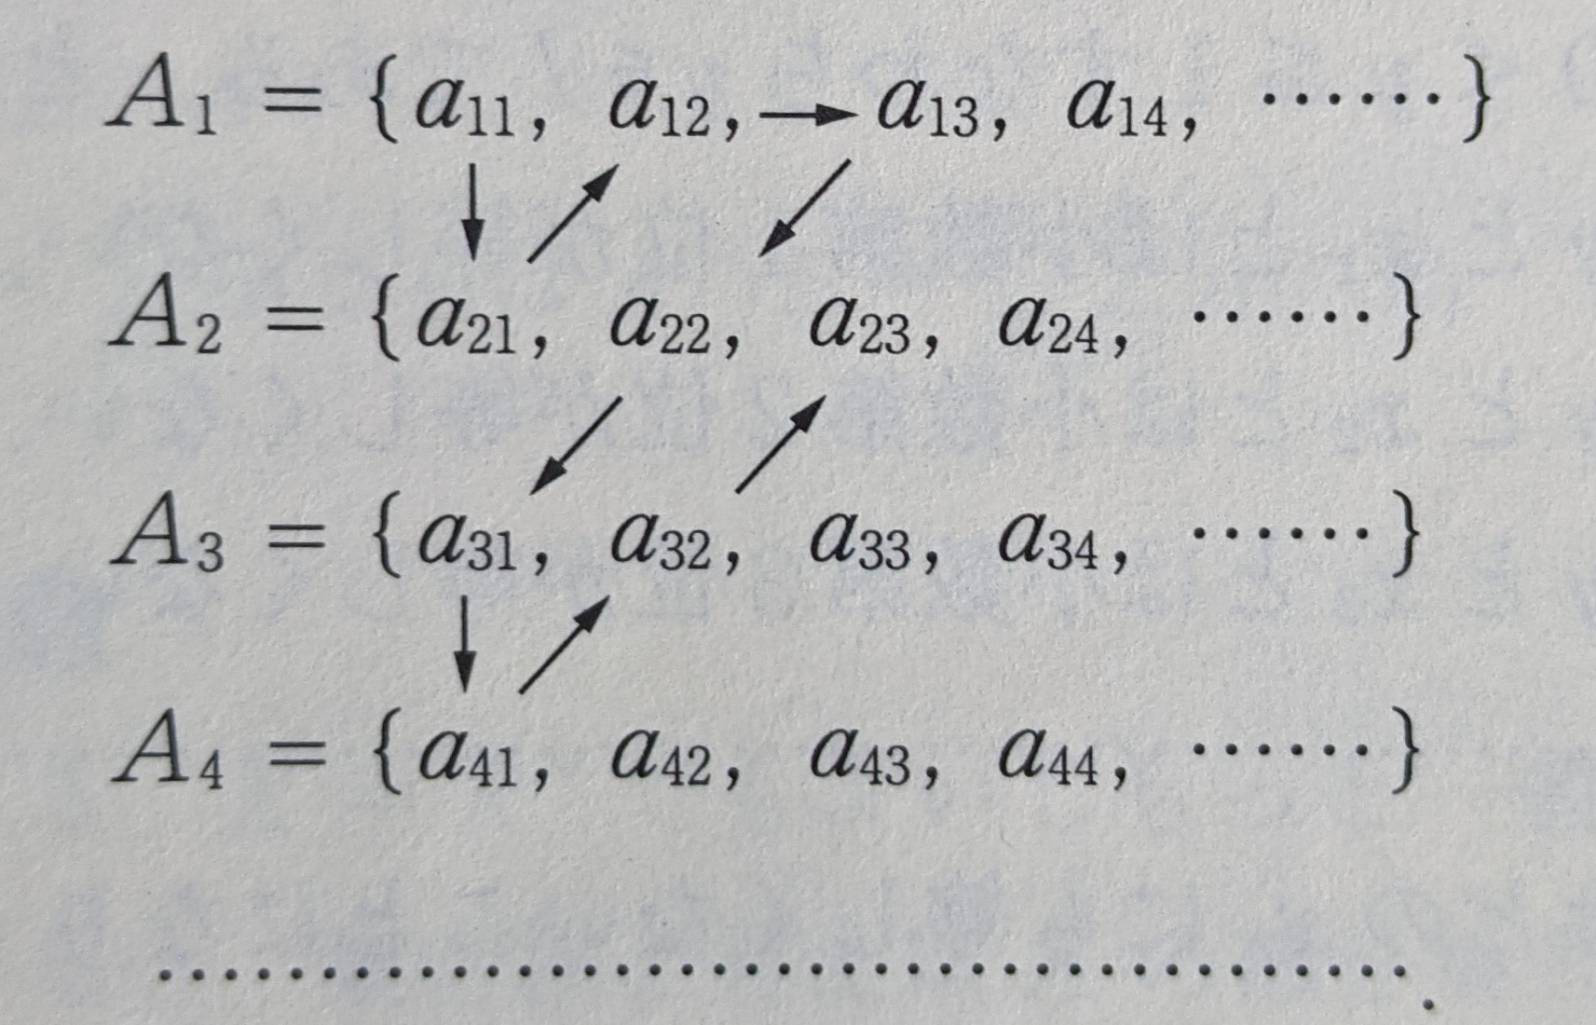 A₁ = {a₁₁, a₁₂, → a₁₃, a₁₄, ⋯⋯}
↓ ↗ ↙
A₂ = {a₂₁, a₂₂, a₂₃, a₂₄, ⋯⋯}
↙ ↗
A₃ = {a₃₁, a₃₂, a₃₃, a₃₄, ⋯⋯}
↓ ↗
A₄ = {a₄₁, a₄₂, a₄₃, a₄₄, ⋯⋯}
⋯⋯⋯⋯⋯⋯⋯⋯⋯⋯⋯⋯⋯.